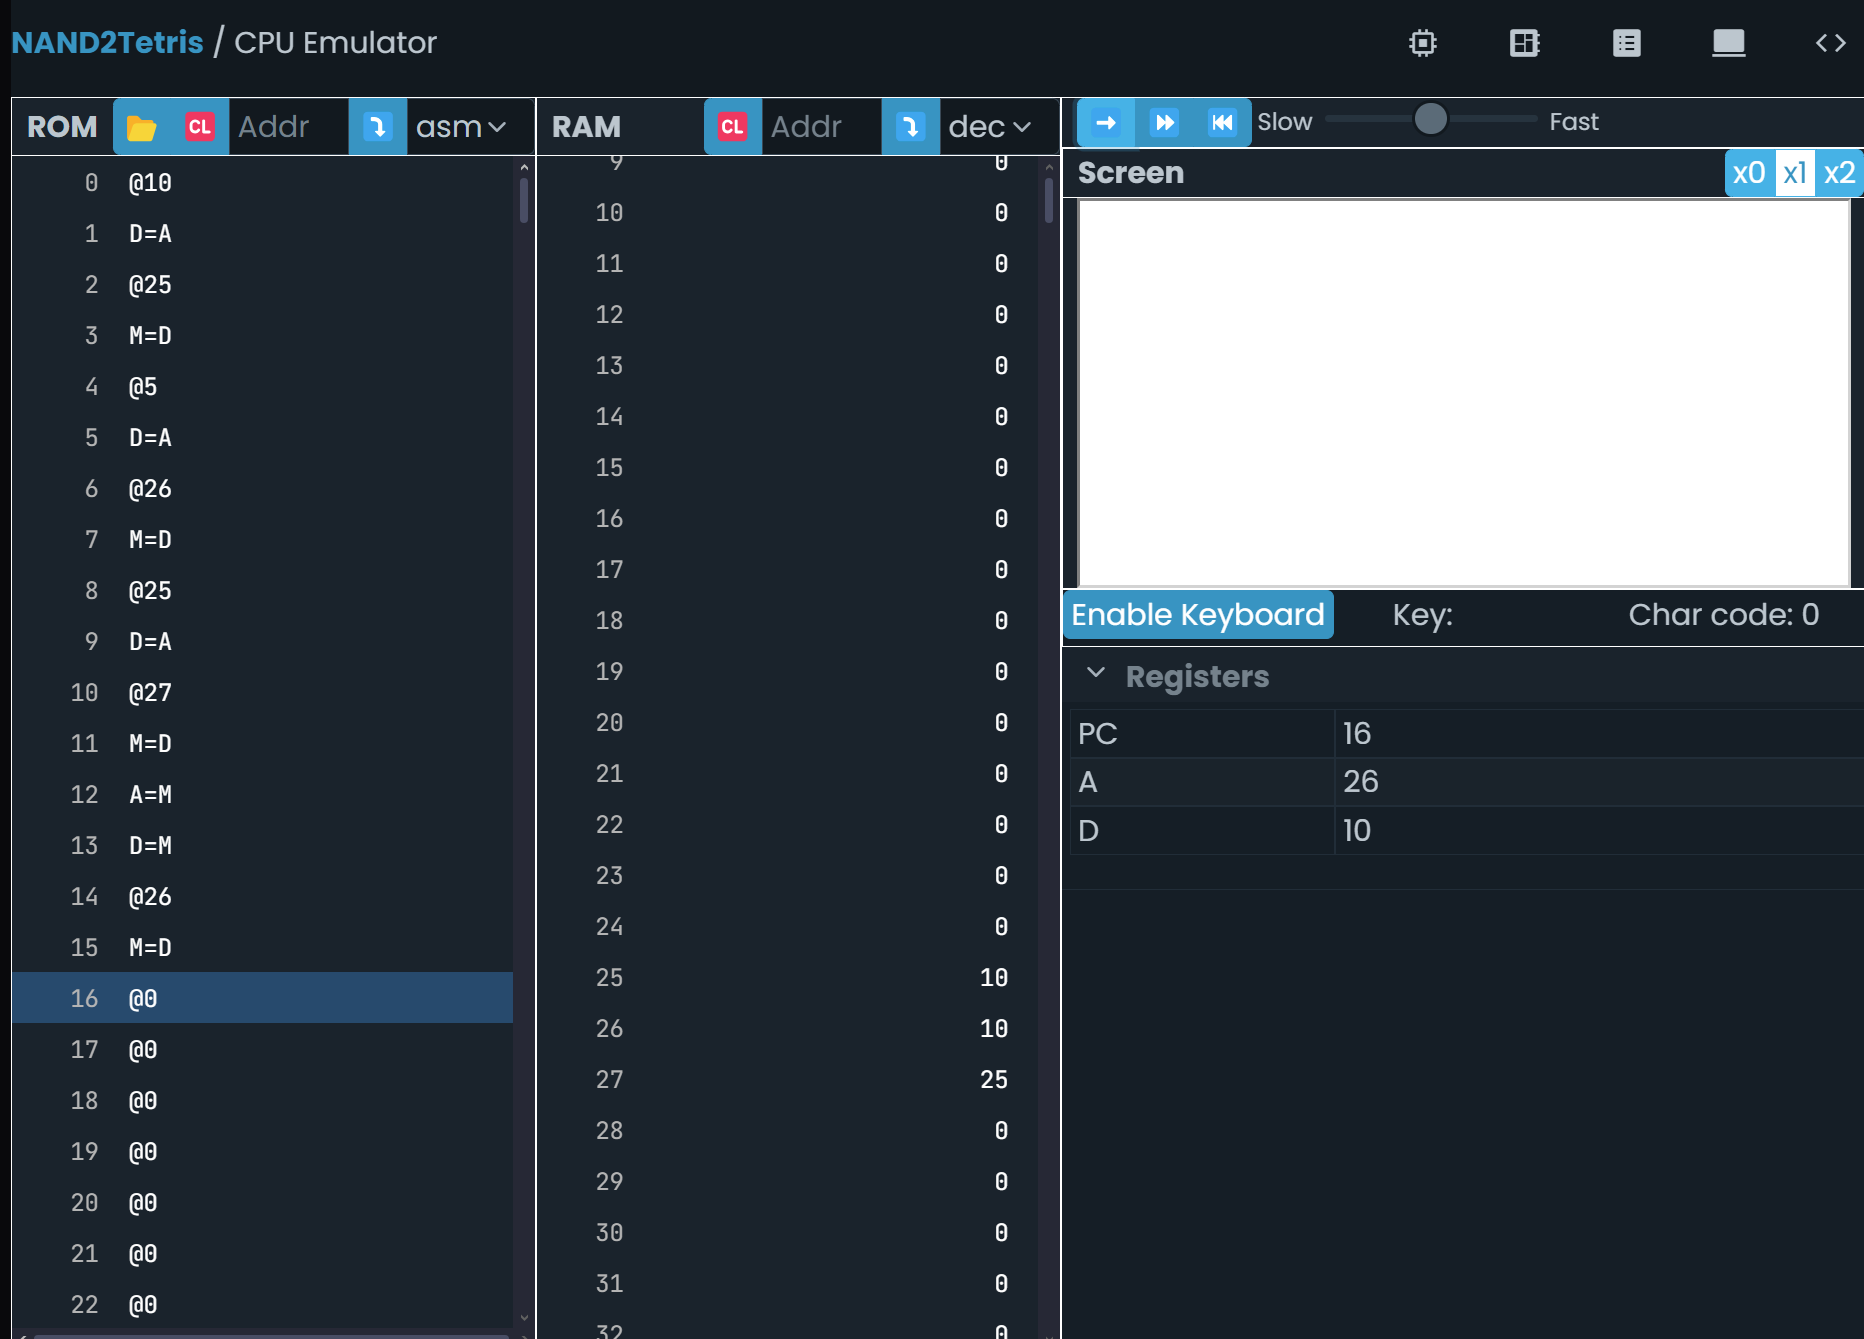 NAND2Tetris / CPU Emulator
ROM CL Addr asm
0 @10
1 D=A
2 @25
3 M=D
4 @5
5 D=A
6 @26
7 M=D
8 @25
9 D=A
10 @27
11 M=D
12 A=M
13 D=M
14 @26
15 M=D
16 @0
17 @0
18 @0
19 @0
20 @0
21 @0
22 @0
RAM CL Addr dec
9 0
10 0
11 0
12 0
13 0
14 0
15 0
16 0
17 0
18 0
19 0
20 0
21 0
22 0
23 0
24 0
25 10
26 10
27 25
28 0
29 0
30 0
31 0
32 0
Slow Fast
Screen x0 x1 x2
Enable Keyboard Key: Char code: 0
Registers
PC 16
A 26
D 10